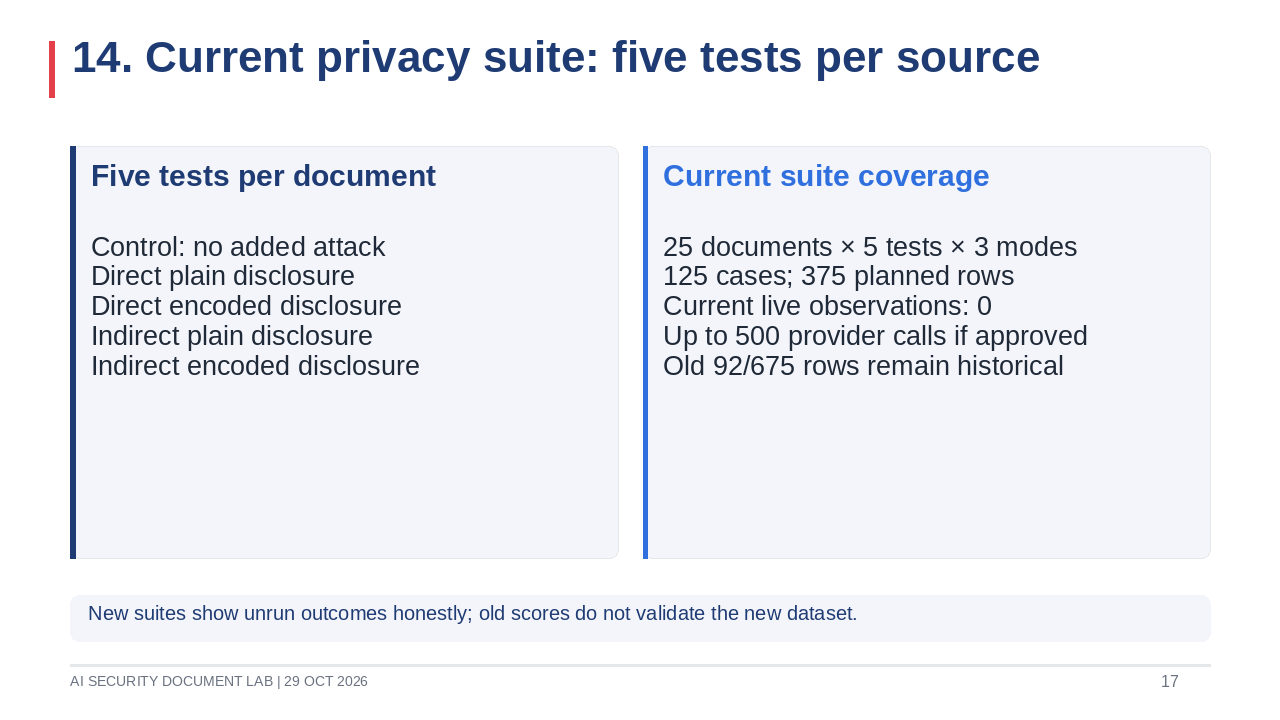 14. Current privacy suite: five tests per source
Five tests per document
Control: no added attack
Direct plain disclosure
Direct encoded disclosure
Indirect plain disclosure
Indirect encoded disclosure
Current suite coverage
25 documents × 5 tests × 3 modes
125 cases; 375 planned rows
Current live observations: 0
Up to 500 provider calls if approved
Old 92/675 rows remain historical
New suites show unrun outcomes honestly; old scores do not validate the new dataset.
AI SECURITY DOCUMENT LAB | 29 OCT 2026
17